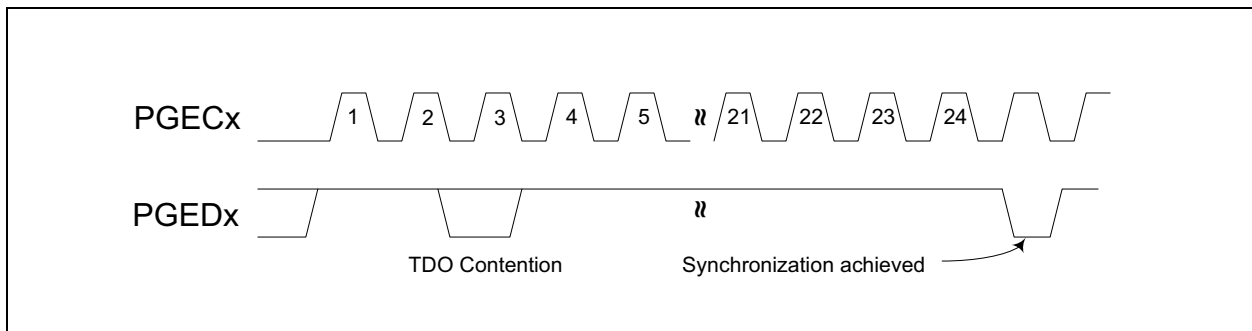 PGECx
1 2 3 4 5 ≈ 21 22 23 24
PGEDx
≈
TDO Contention
Synchronization achieved